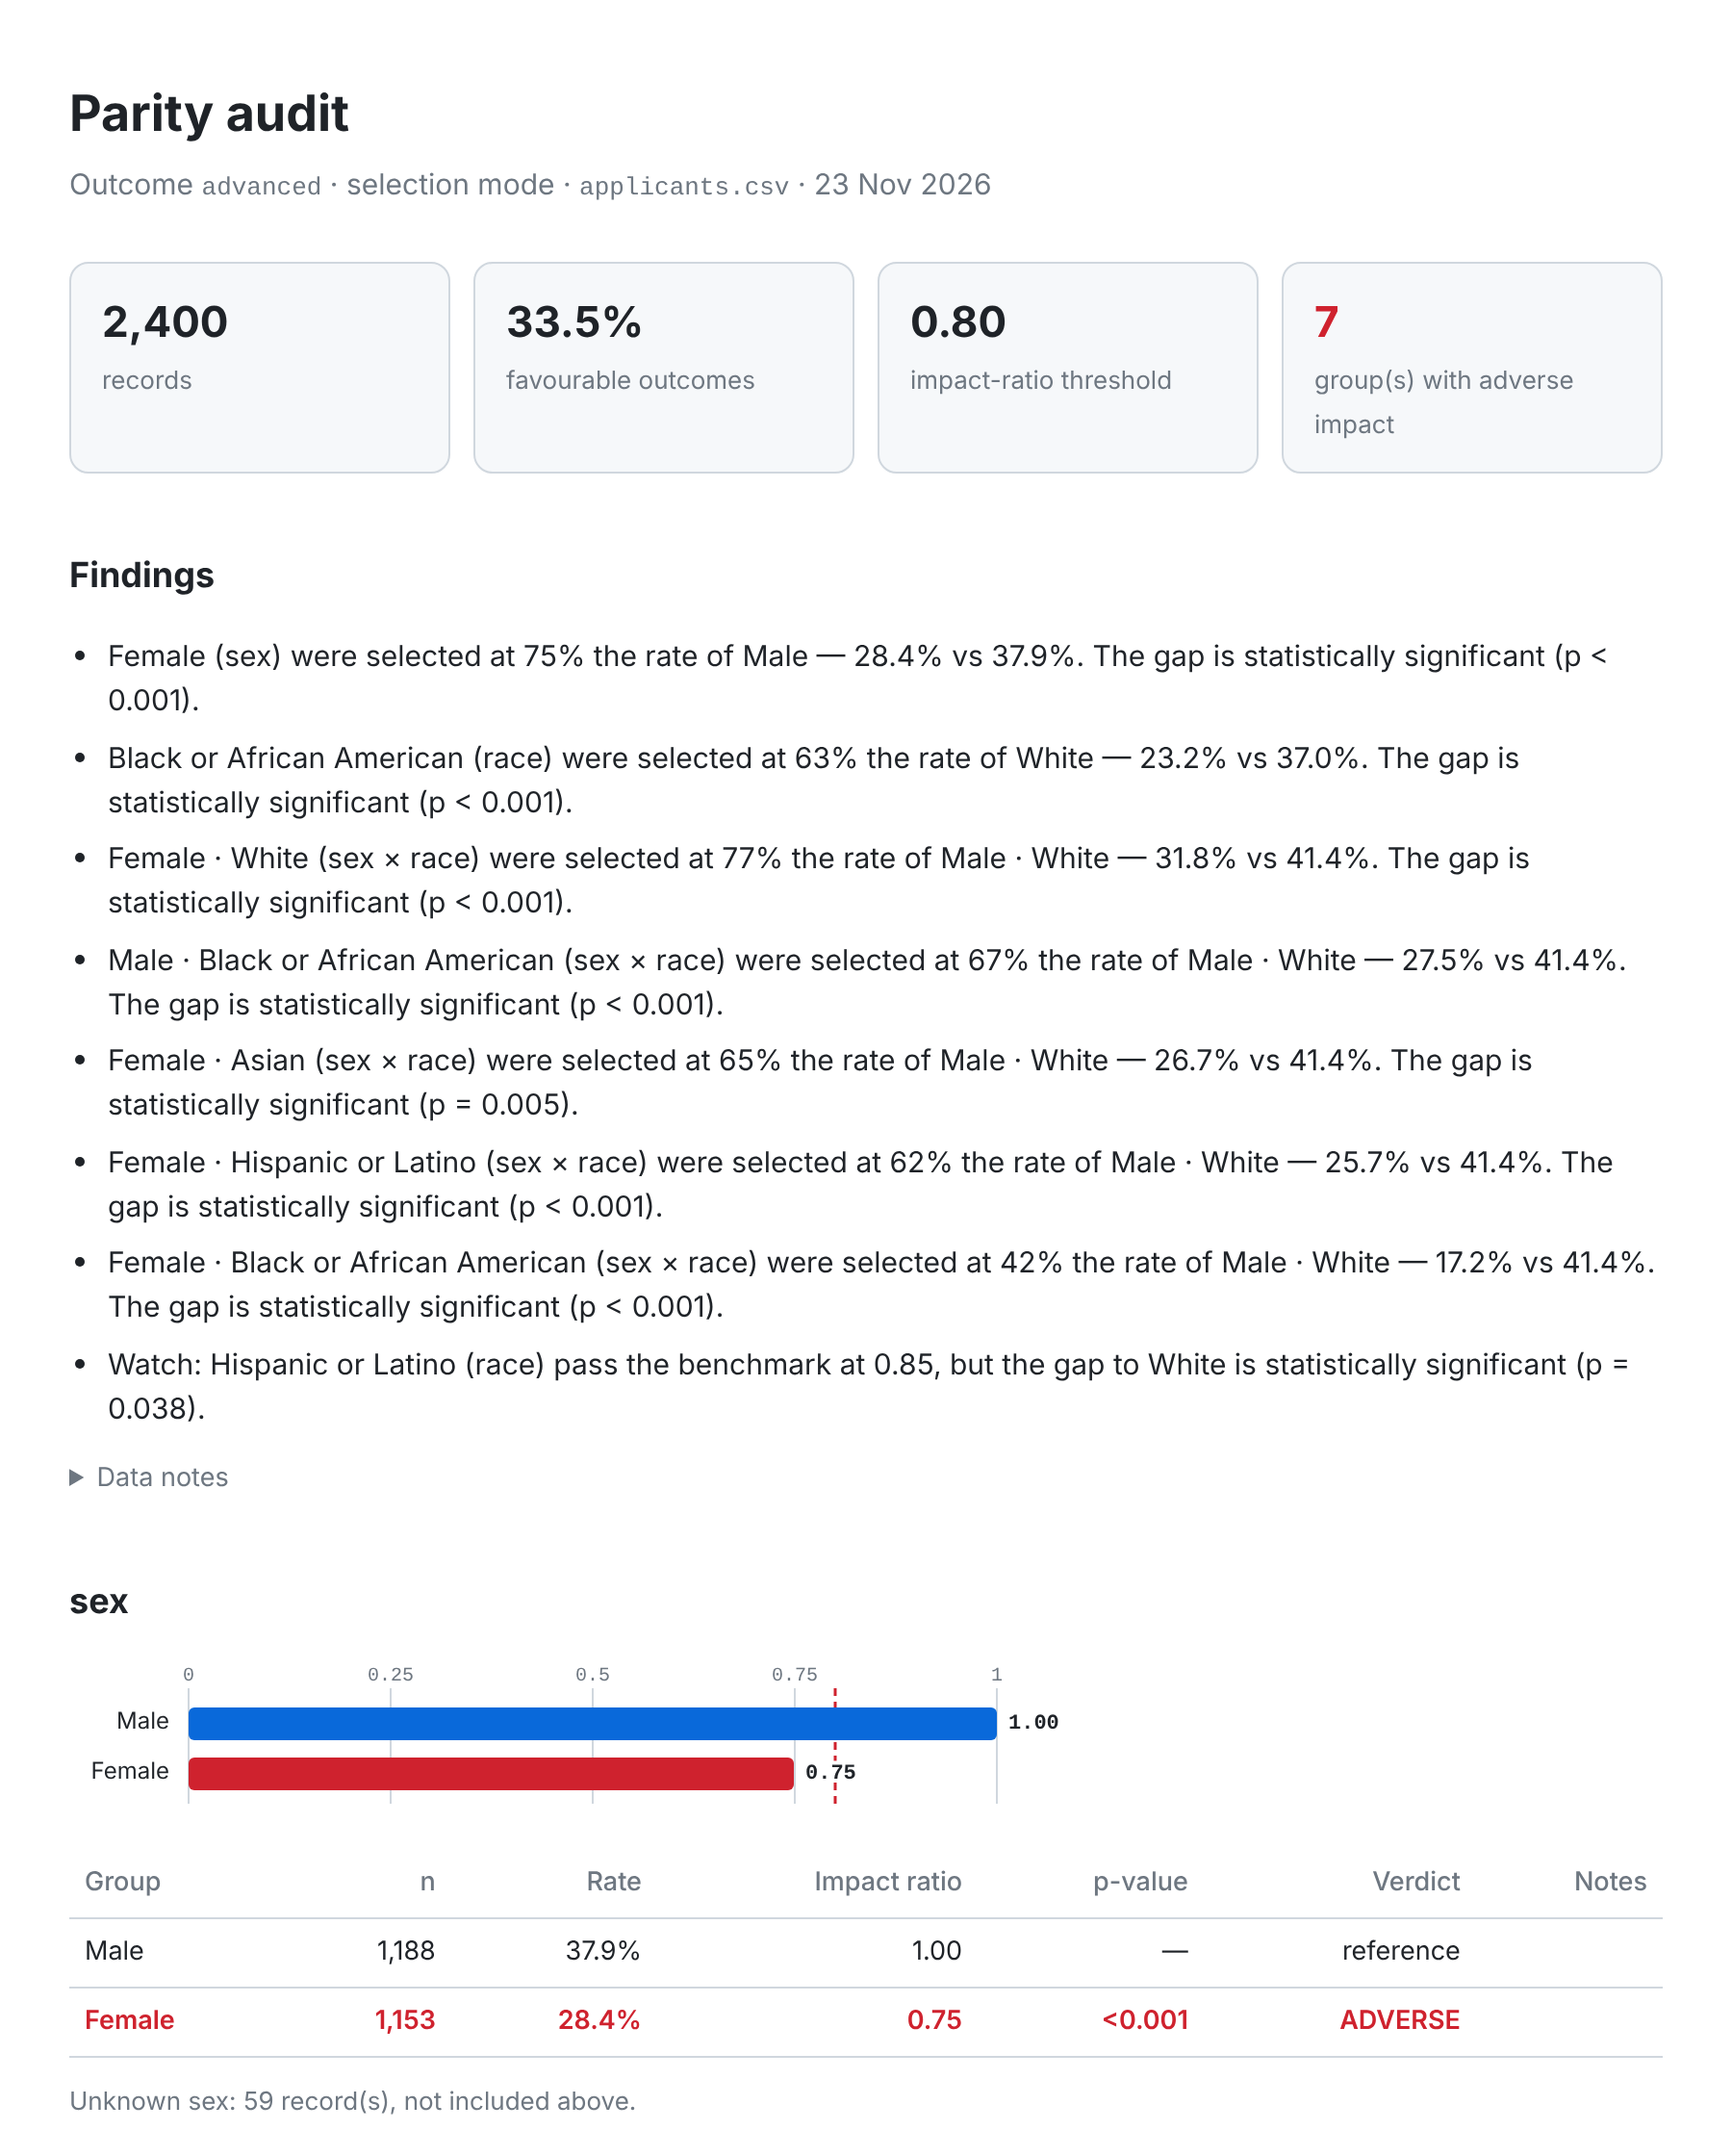 Parity audit
Outcome advanced · selection mode · applicants.csv · 23 Nov 2026
2,400
records
33.5%
favourable outcomes
0.80
impact-ratio threshold
7
group(s) with adverse
impact
Findings
• Female (sex) were selected at 75% the rate of Male — 28.4% vs 37.9%. The gap is statistically significant (p <
0.001).
• Black or African American (race) were selected at 63% the rate of White — 23.2% vs 37.0%. The gap is
statistically significant (p < 0.001).
• Female · White (sex × race) were selected at 77% the rate of Male · White — 31.8% vs 41.4%. The gap is
statistically significant (p < 0.001).
• Male · Black or African American (sex × race) were selected at 67% the rate of Male · White — 27.5% vs 41.4%.
The gap is statistically significant (p < 0.001).
• Female · Asian (sex × race) were selected at 65% the rate of Male · White — 26.7% vs 41.4%. The gap is
statistically significant (p = 0.005).
• Female · Hispanic or Latino (sex × race) were selected at 62% the rate of Male · White — 25.7% vs 41.4%. The
gap is statistically significant (p < 0.001).
• Female · Black or African American (sex × race) were selected at 42% the rate of Male · White — 17.2% vs 41.4%.
The gap is statistically significant (p < 0.001).
• Watch: Hispanic or Latino (race) pass the benchmark at 0.85, but the gap to White is statistically significant (p =
0.038).
▶ Data notes
sex
0 0.25 0.5 0.75 1
Male 1.00
Female 0.75
Group n Rate Impact ratio p-value Verdict Notes
Male 1,188 37.9% 1.00 — reference
Female 1,153 28.4% 0.75 <0.001 ADVERSE
Unknown sex: 59 record(s), not included above.